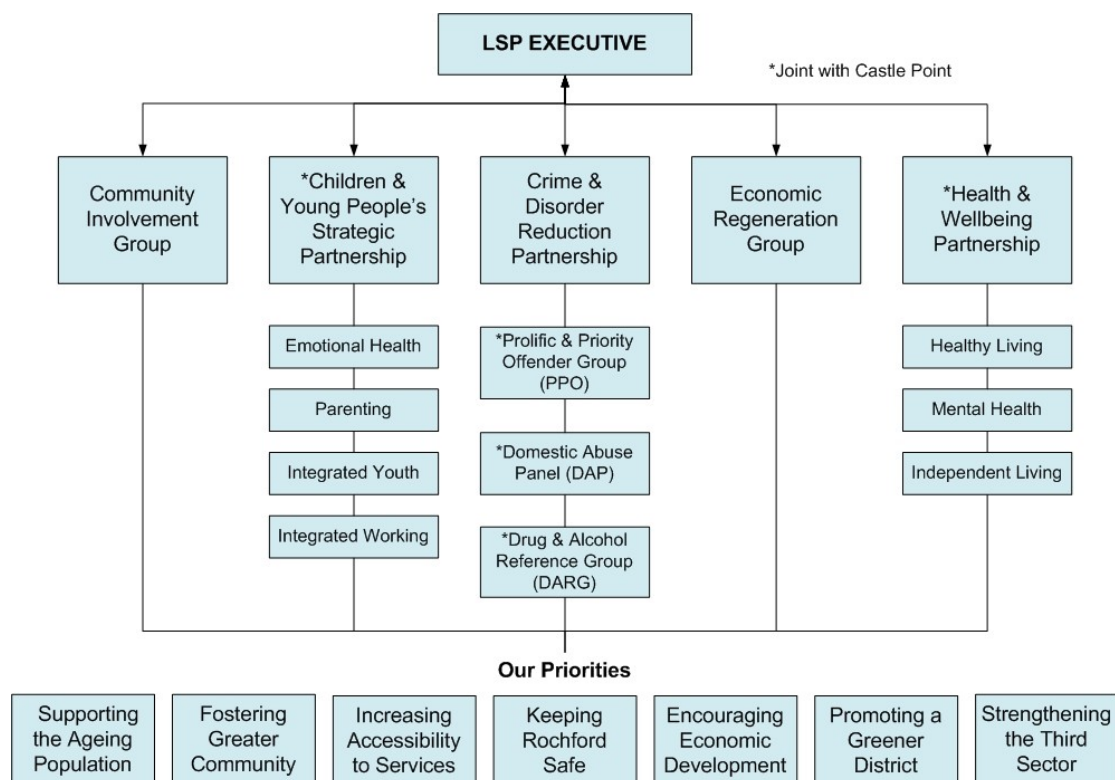 LSP EXECUTIVE
*Joint with Castle Point
Community
Involvement
Group
*Children &
Young People's
Strategic
Partnership
Crime &
Disorder
Reduction
Partnership
Economic
Regeneration
Group
*Health &
Wellbeing
Partnership
Emotional Health
Parenting
Integrated Youth
Integrated Working
*Prolific & Priority
Offender Group
(PPO)
*Domestic Abuse
Panel (DAP)
*Drug & Alcohol
Reference Group
(DARG)
Healthy Living
Mental Health
Independent Living
Our Priorities
Supporting
the Ageing
Population
Fostering
Greater
Community
Increasing
Accessibility
to Services
Keeping
Rochford
Safe
Encouraging
Economic
Development
Promoting a
Greener
District
Strengthening
the Third
Sector